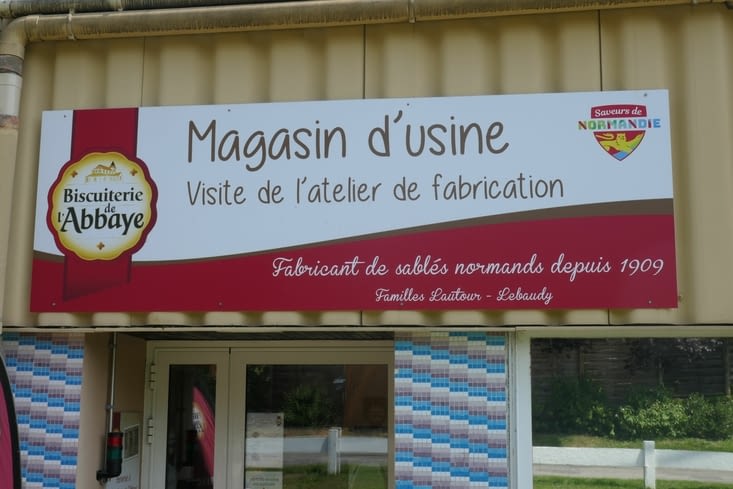 Magasin d'usine
Visite de l'atelier de fabrication
Biscuiterie
de
l'Abbaye
Saveurs de
NORMANDIE
Fabricant de sablés normands depuis 1909
Familles Lautour - Lebaudy